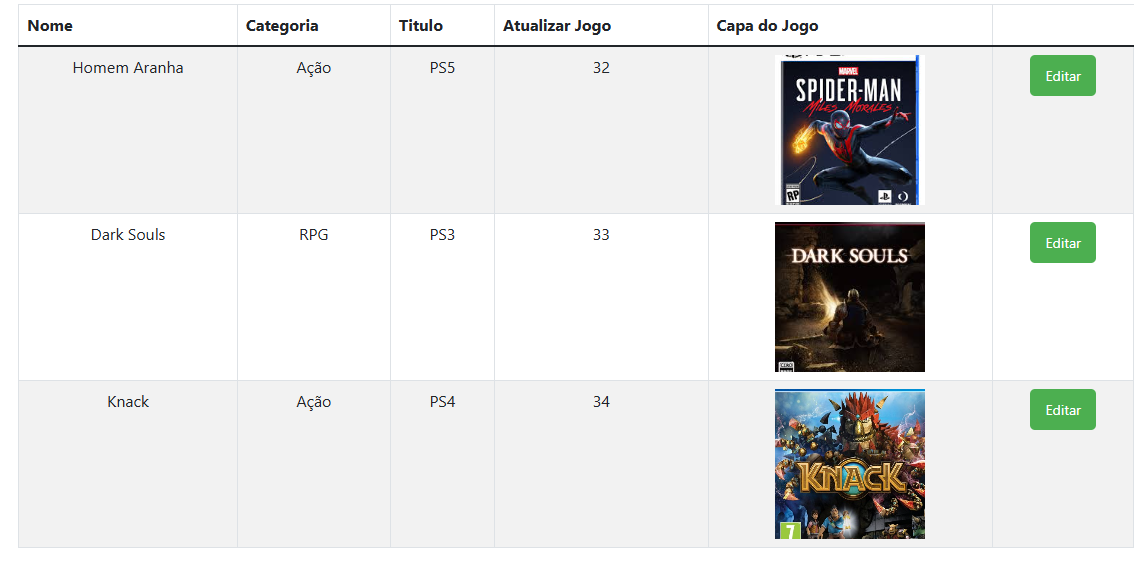 Nome Categoria Titulo Atualizar Jogo Capa do Jogo
Homem Aranha Ação PS5 32 Editar
MARVEL
SPIDER-MAN
MILES MORALES
RP
Dark Souls RPG PS3 33 Editar
DARK SOULS
Knack Ação PS4 34 Editar
KNACK
7